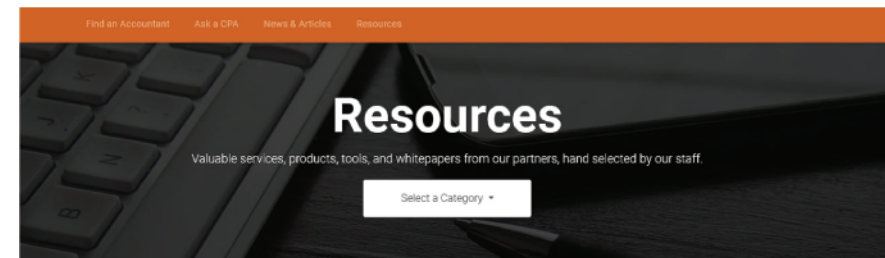 Find an Accountant Ask a CPA News & Articles Resources
Resources
Valuable services, products, tools, and whitepapers from our partners, hand selected by our staff.
Select a Category